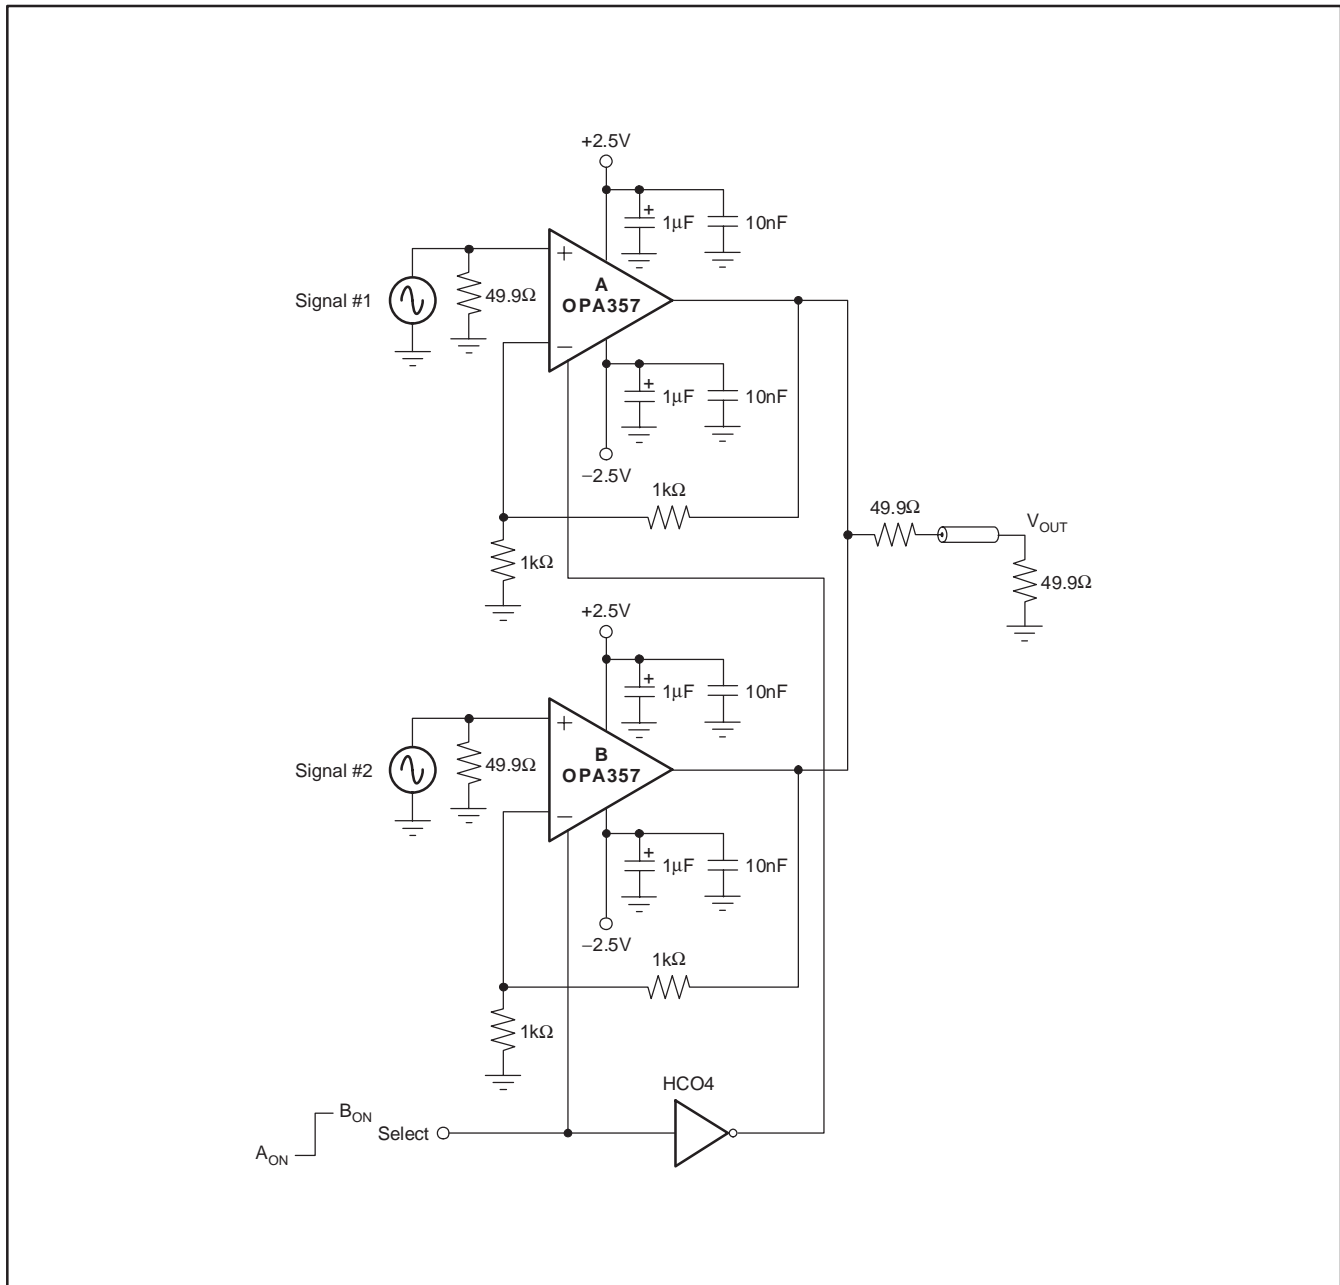 +2.5V
+
1µF
10nF
+
A
OPA357
Signal #1
49.9Ω
−
+
1µF
10nF
−2.5V
1kΩ
1kΩ
49.9Ω
VOUT
49.9Ω
+2.5V
+
1µF
10nF
+
B
OPA357
Signal #2
49.9Ω
−
+
1µF
10nF
−2.5V
1kΩ
1kΩ
HCO4
BON
Select
AON